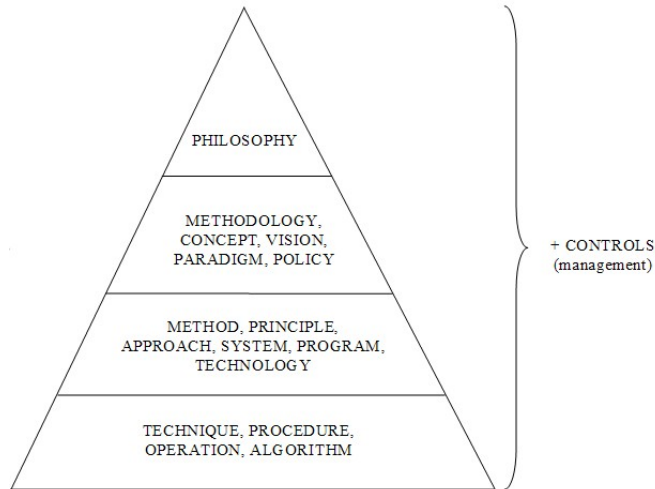 PHILOSOPHY
METHODOLOGY,
CONCEPT, VISION,
PARADIGM, POLICY
METHOD, PRINCIPLE,
APPROACH, SYSTEM, PROGRAM,
TECHNOLOGY
TECHNIQUE, PROCEDURE,
OPERATION, ALGORITHM
+ CONTROLS
(management)